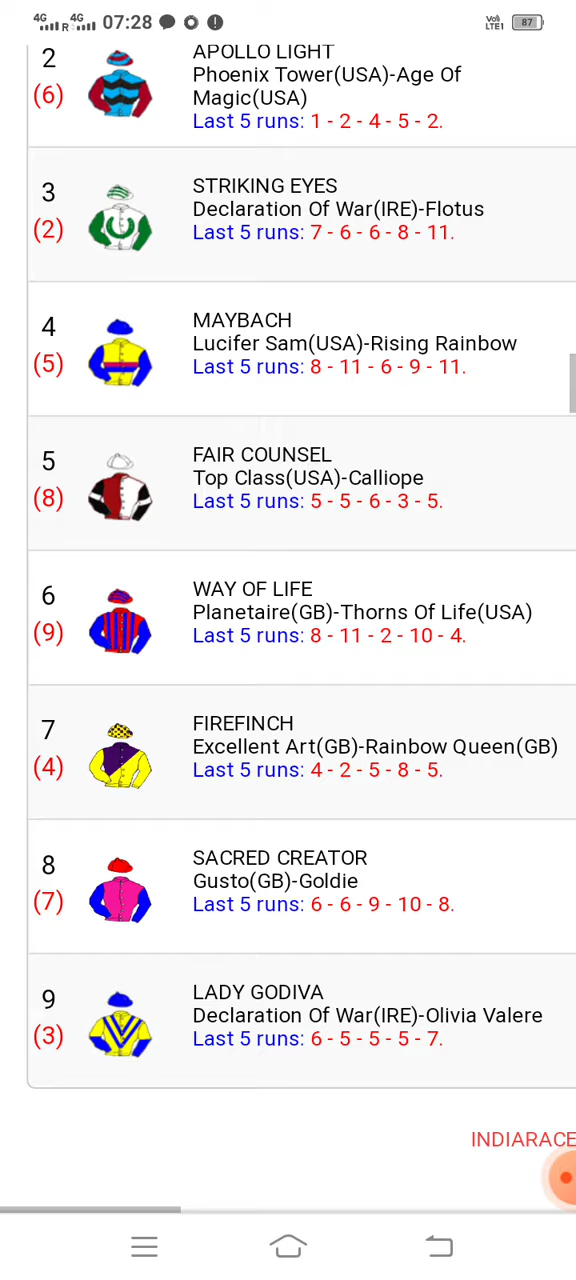 4G R 4G 07:28 Vo)) LTE1 87
2
(6)
APOLLO LIGHT
Phoenix Tower(USA)-Age Of
Magic(USA)
Last 5 runs: 1 - 2 - 4 - 5 - 2.
3
(2)
STRIKING EYES
Declaration Of War(IRE)-Flotus
Last 5 runs: 7 - 6 - 6 - 8 - 11.
4
(5)
MAYBACH
Lucifer Sam(USA)-Rising Rainbow
Last 5 runs: 8 - 11 - 6 - 9 - 11.
5
(8)
FAIR COUNSEL
Top Class(USA)-Calliope
Last 5 runs: 5 - 5 - 6 - 3 - 5.
6
(9)
WAY OF LIFE
Planetaire(GB)-Thorns Of Life(USA)
Last 5 runs: 8 - 11 - 2 - 10 - 4.
7
(4)
FIREFINCH
Excellent Art(GB)-Rainbow Queen(GB)
Last 5 runs: 4 - 2 - 5 - 8 - 5.
8
(7)
SACRED CREATOR
Gusto(GB)-Goldie
Last 5 runs: 6 - 6 - 9 - 10 - 8.
9
(3)
LADY GODIVA
Declaration Of War(IRE)-Olivia Valere
Last 5 runs: 6 - 5 - 5 - 5 - 7.
INDIARACE